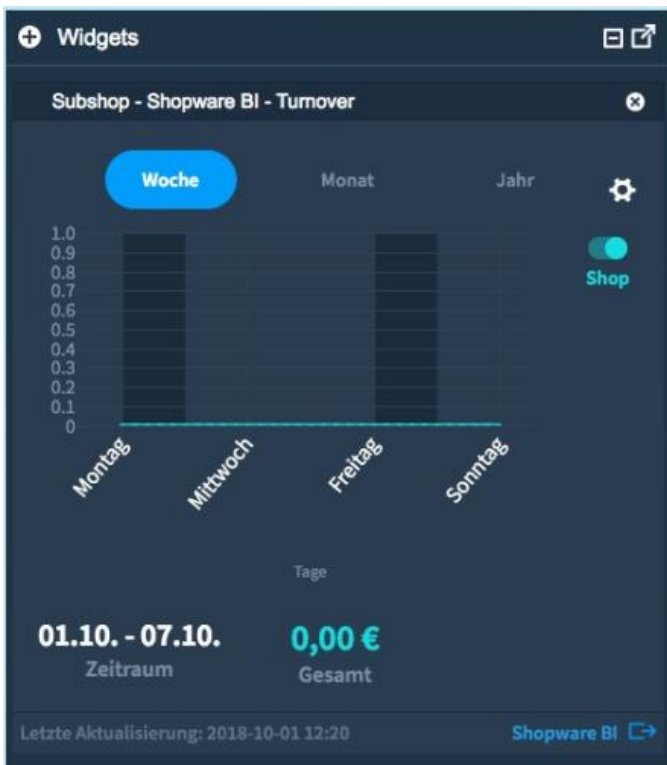 Widgets
Subshop - Shopware BI - Turnover
Woche Monat Jahr
Shop
1.0
0.9
0.8
0.7
0.6
0.5
0.4
0.3
0.2
0.1
0
Montag Mittwoch Freitag Sonntag
Tage
01.10. - 07.10. 0,00 €
Zeitraum Gesamt
Letzte Aktualisierung: 2018-10-01 12:20 Shopware BI